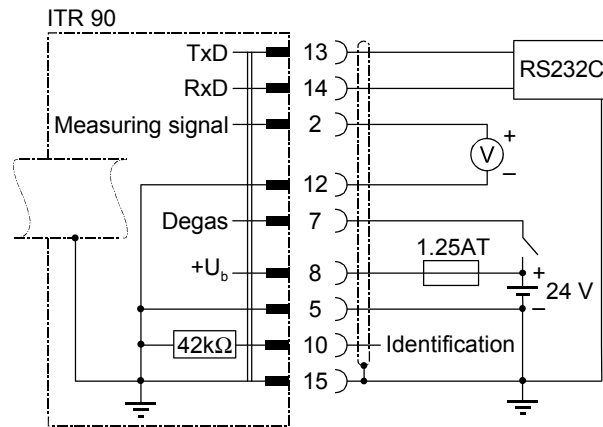 ITR 90
TxD 13
RS232C
RxD 14
Measuring signal 2
+
V
–
12
Degas 7
1.25AT
+U_b 8
+
24 V
5
–
42kΩ 10 Identification
15